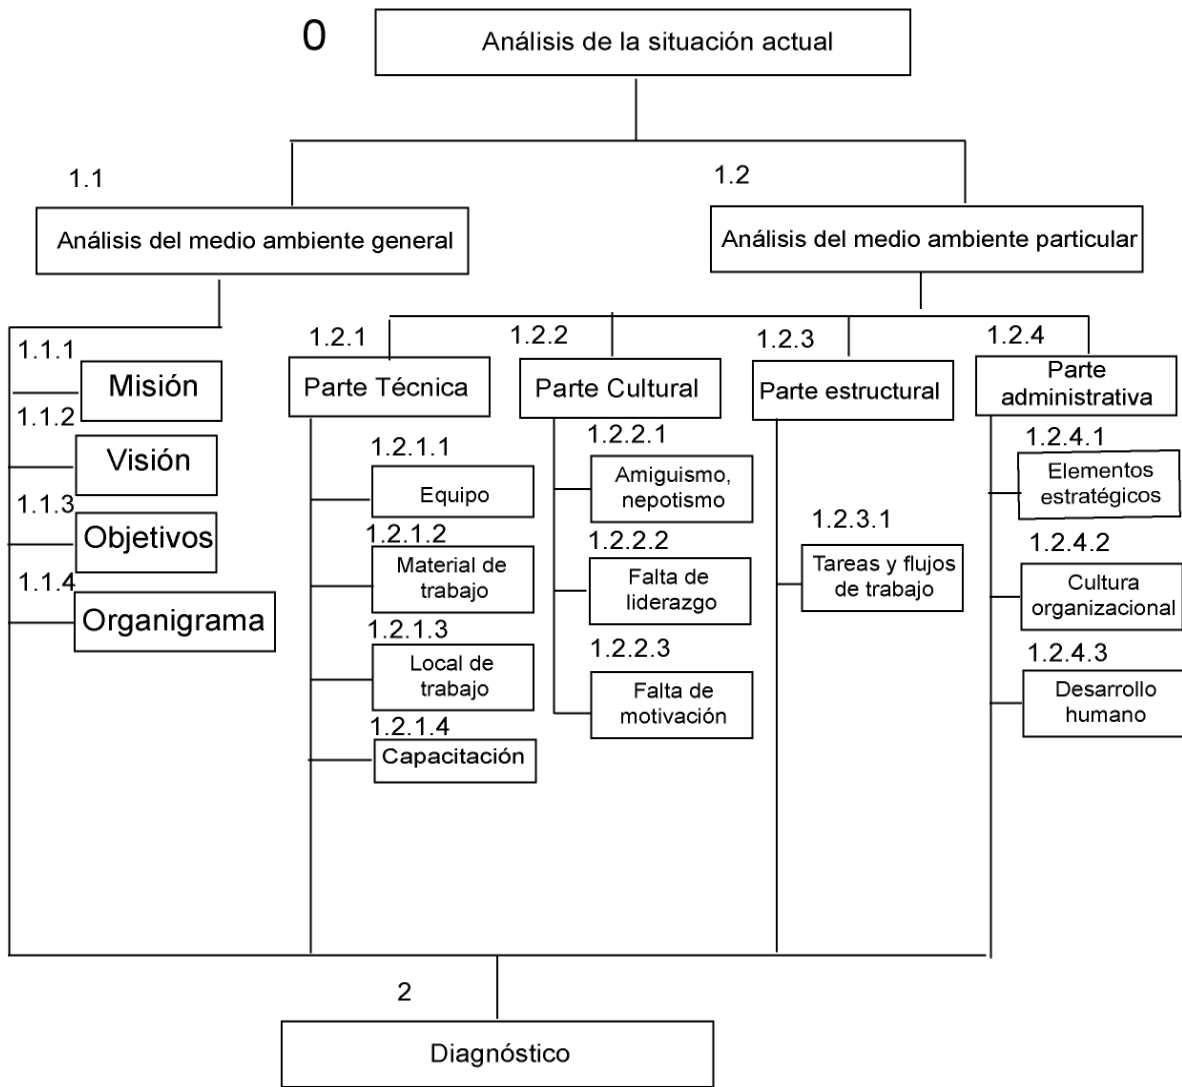 0
Análisis de la situación actual
1.1
Análisis del medio ambiente general
1.2
Análisis del medio ambiente particular
1.1.1
Misión
1.1.2
Visión
1.1.3
Objetivos
1.1.4
Organigrama
1.2.1
Parte Técnica
1.2.1.1
Equipo
1.2.1.2
Material de
trabajo
1.2.1.3
Local de
trabajo
1.2.1.4
Capacitación
1.2.2
Parte Cultural
1.2.2.1
Amiguismo,
nepotismo
1.2.2.2
Falta de
liderazgo
1.2.2.3
Falta de
motivación
1.2.3
Parte estructural
1.2.3.1
Tareas y flujos
de trabajo
1.2.4
Parte
administrativa
1.2.4.1
Elementos
estratégicos
1.2.4.2
Cultura
organizacional
1.2.4.3
Desarrollo
humano
2
Diagnóstico